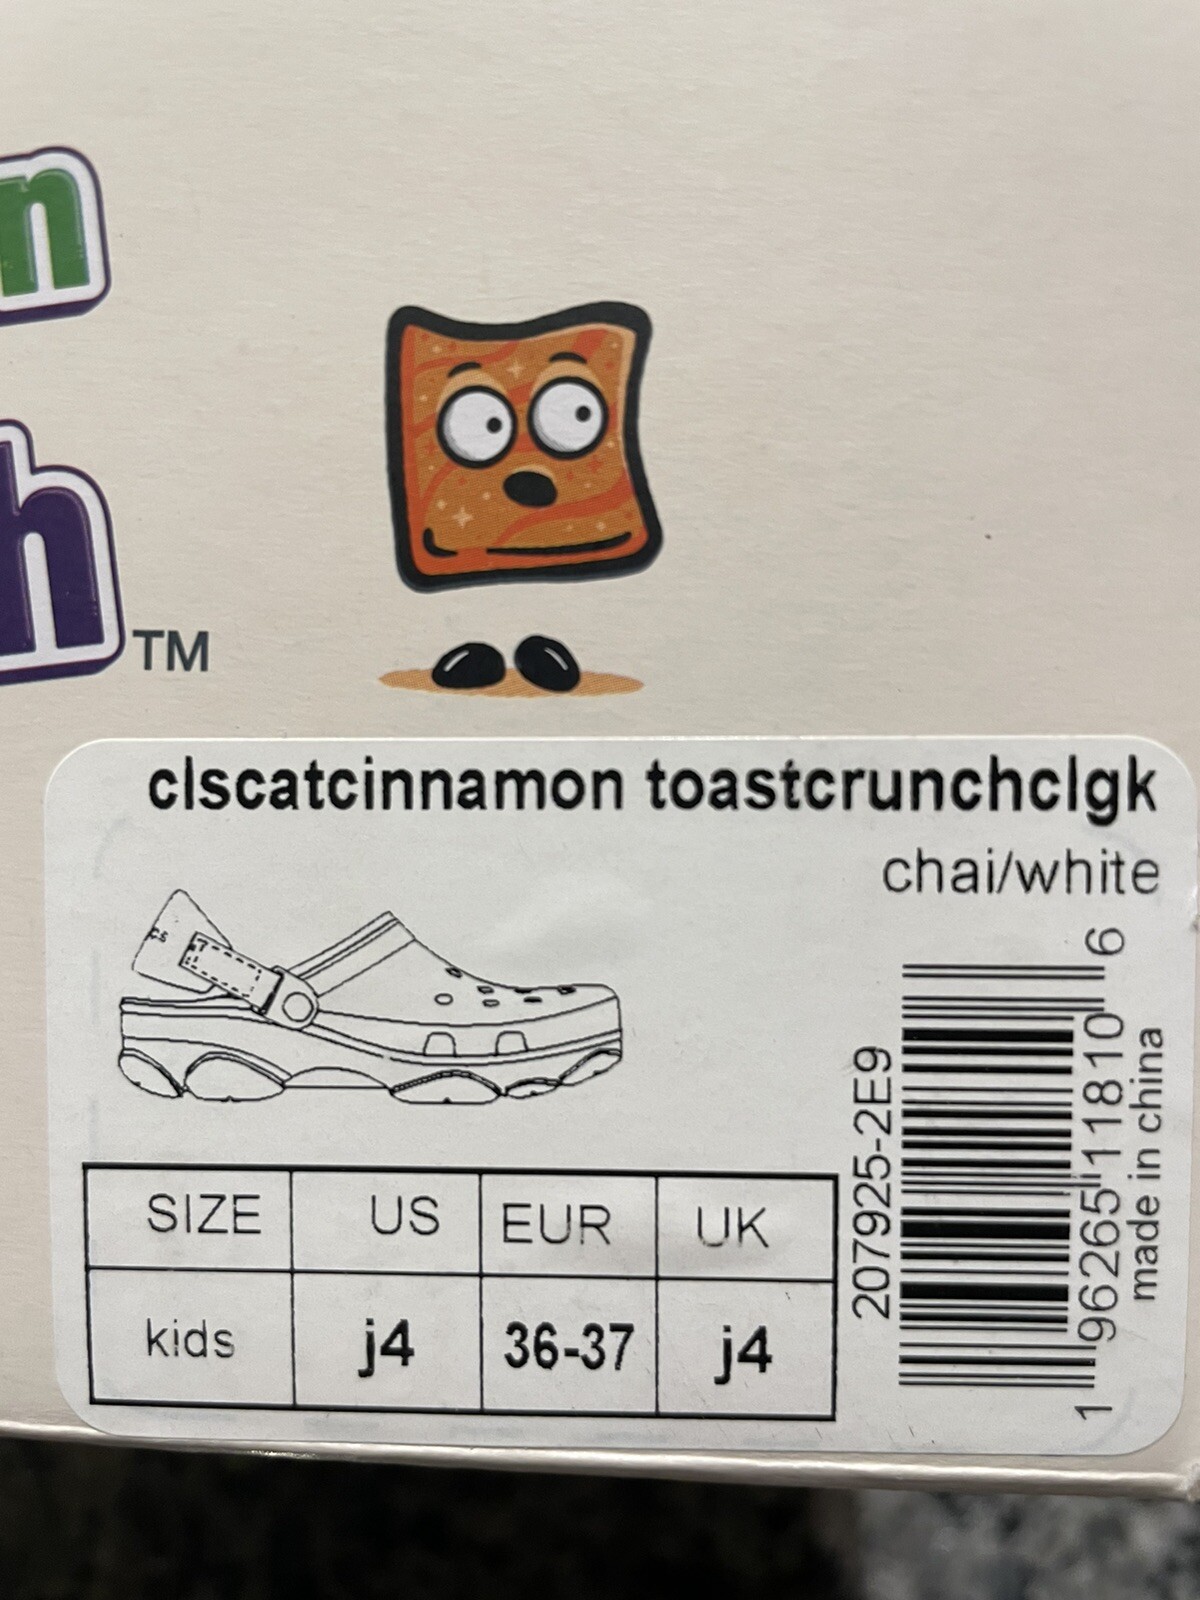 n
h
TM
clscatcinnamon toastcrunchclgk
chai/white
SIZE US EUR UK
kids j4 36-37 j4
207925-2E9
1 96265 11810 6
made in china